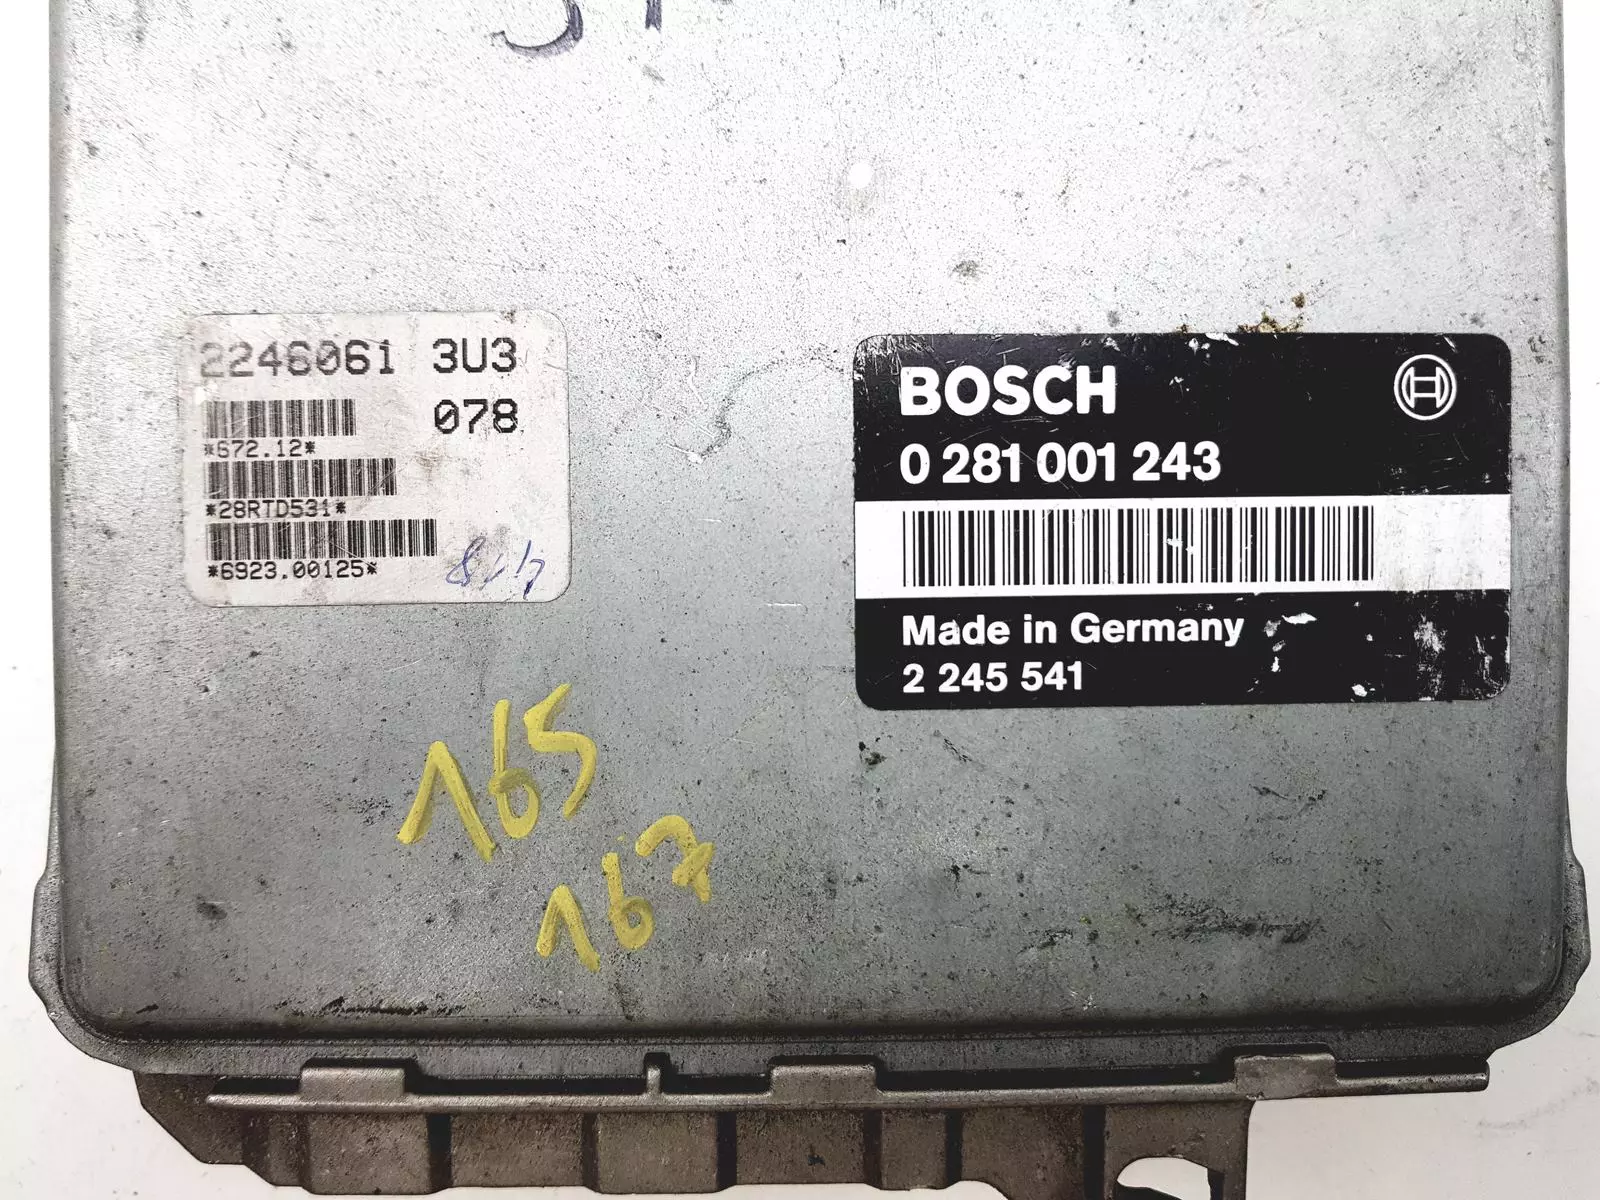 2246061 3U3
078
*672.12*
*28RTD531*
*6923.00125*
BOSCH
0 281 001 243
Made in Germany
2 245 541
165
167